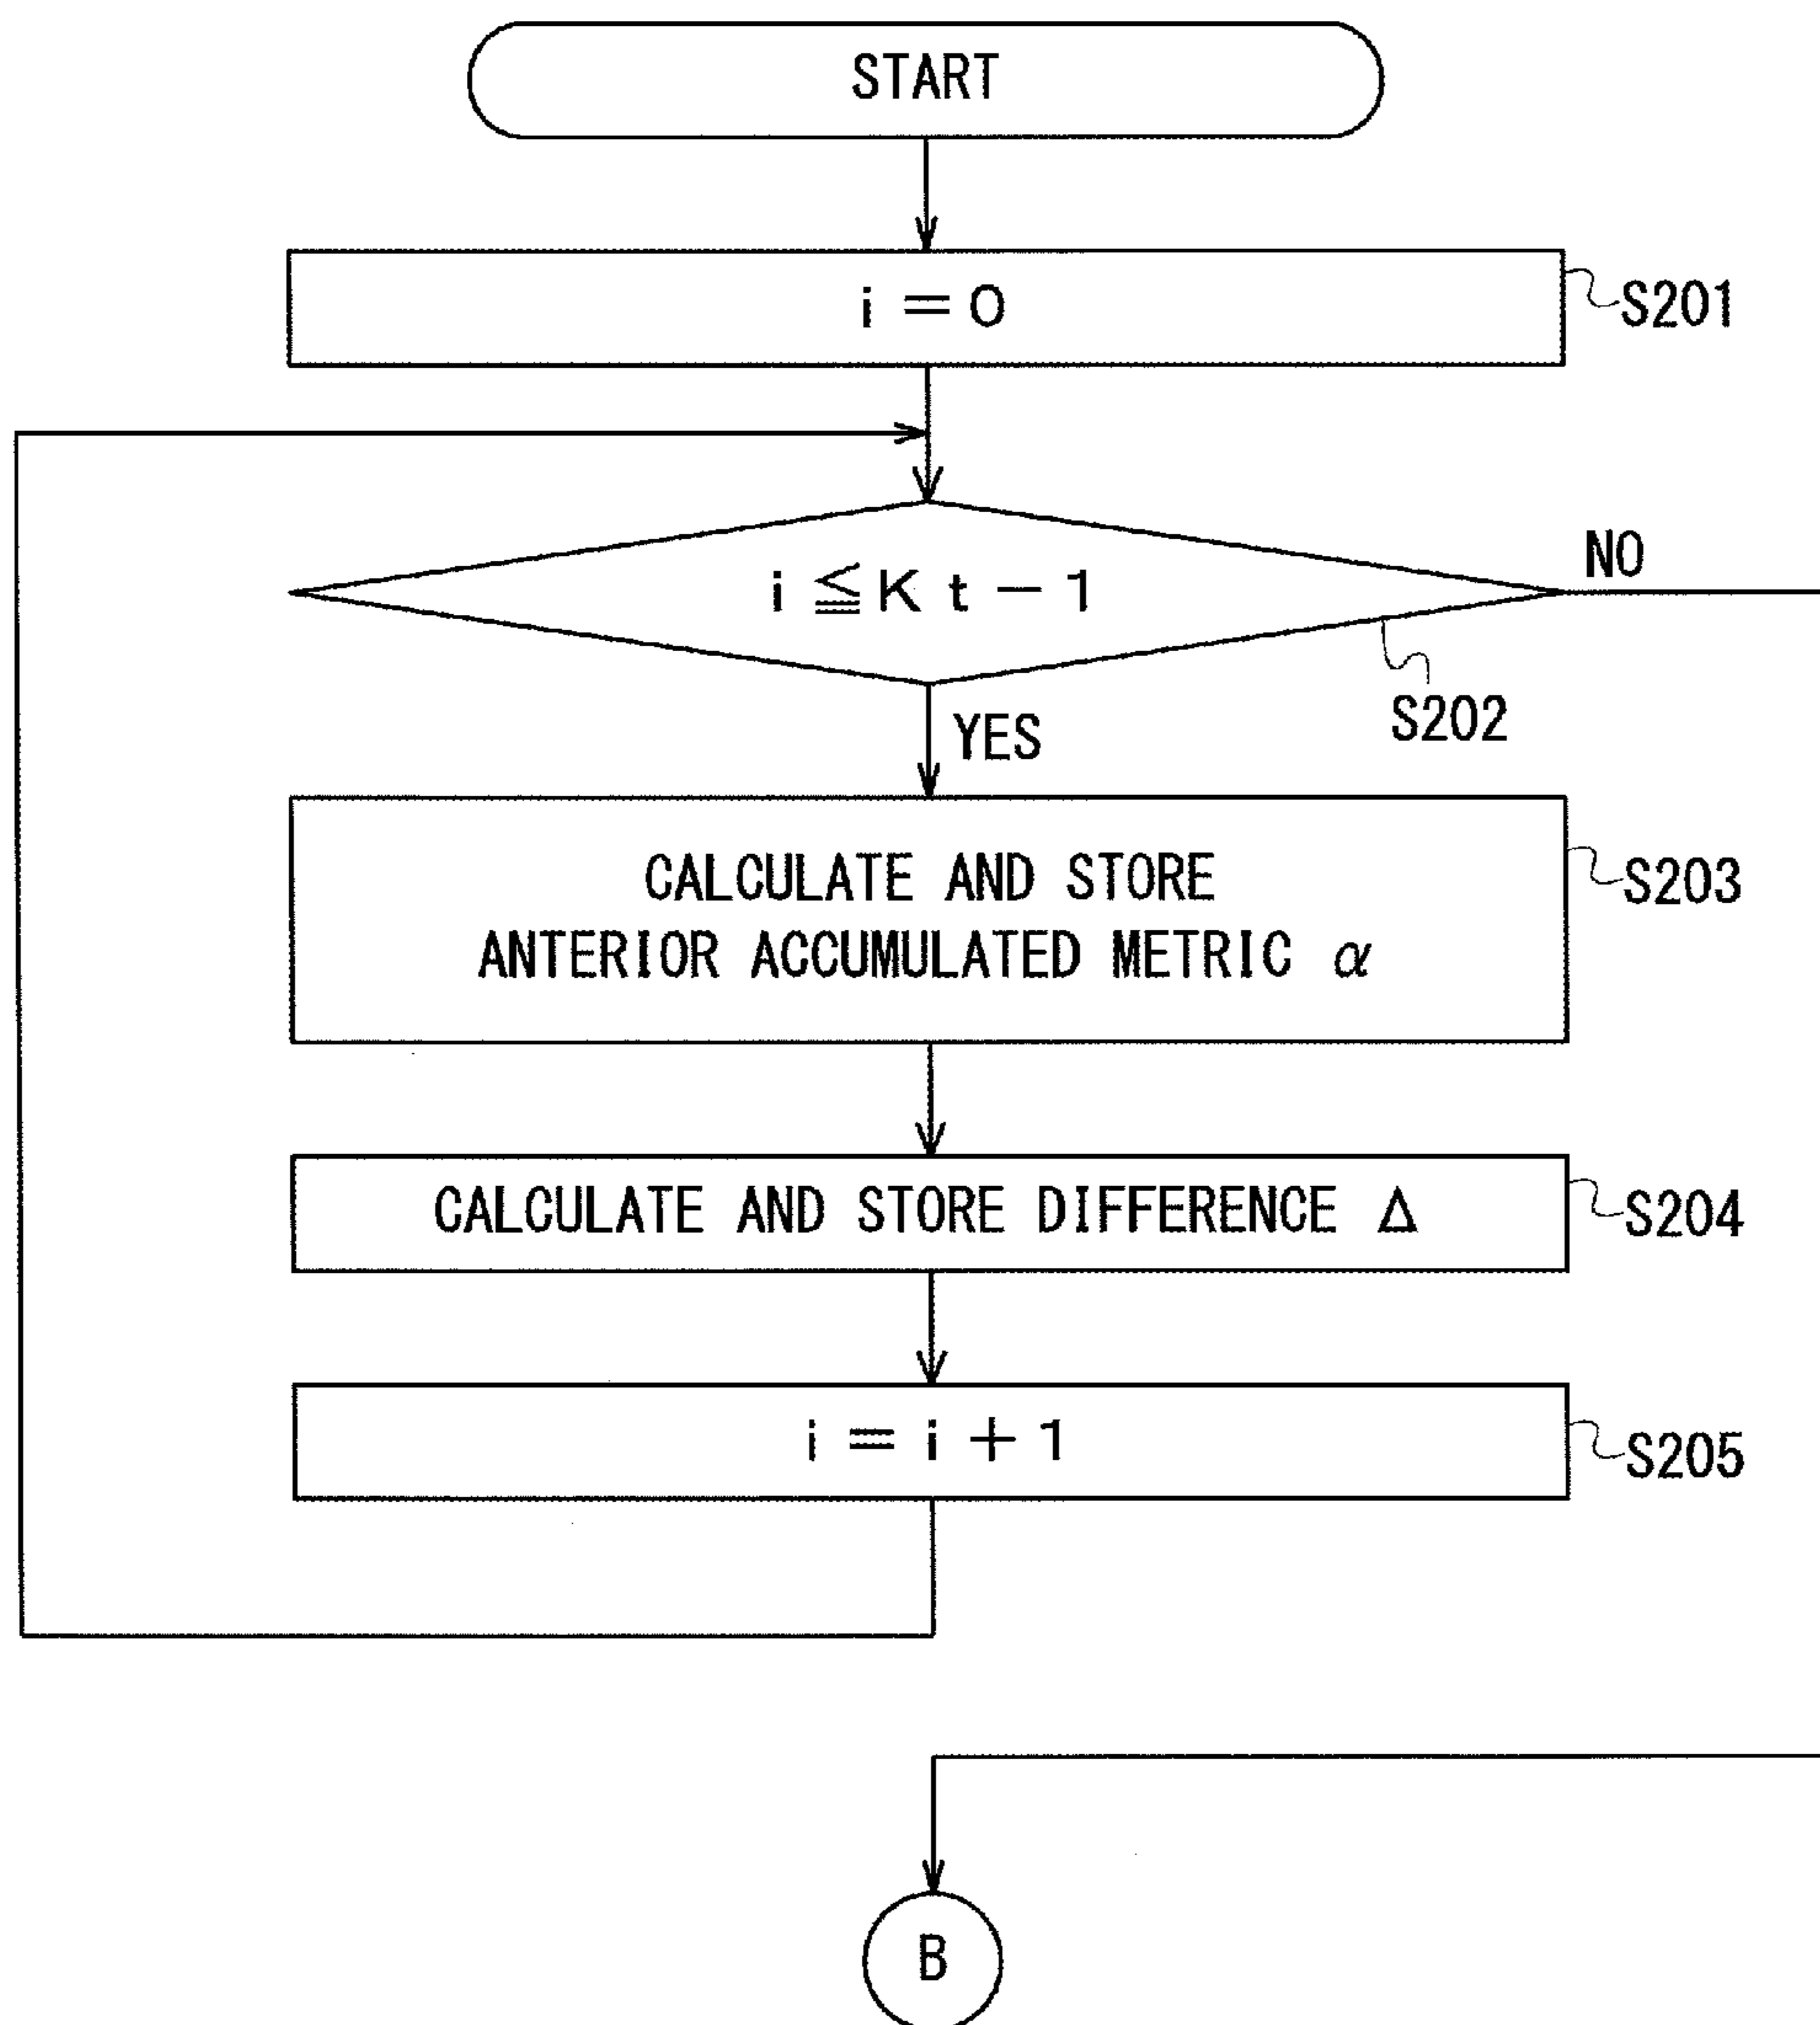 START
i = 0
S201
i ≦ K t − 1
NO
S202
YES
CALCULATE AND STORE
ANTERIOR ACCUMULATED METRIC α
S203
CALCULATE AND STORE DIFFERENCE Δ
S204
i = i + 1
S205
B